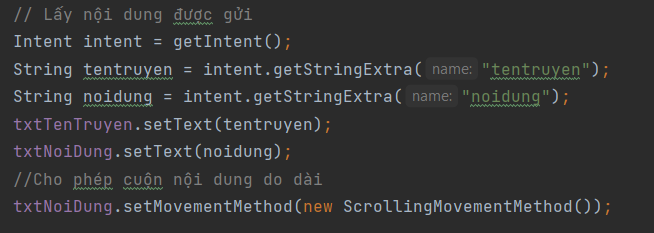 // Lấy nội dung được gửi
Intent intent = getIntent();
String tentruyen = intent.getStringExtra( name: "tentruyen");
String noidung = intent.getStringExtra( name: "noidung");
txtTenTruyen.setText(tentruyen);
txtNoiDung.setText(noidung);
//Cho phép cuộn nội dung do dài
txtNoiDung.setMovementMethod(new ScrollingMovementMethod());